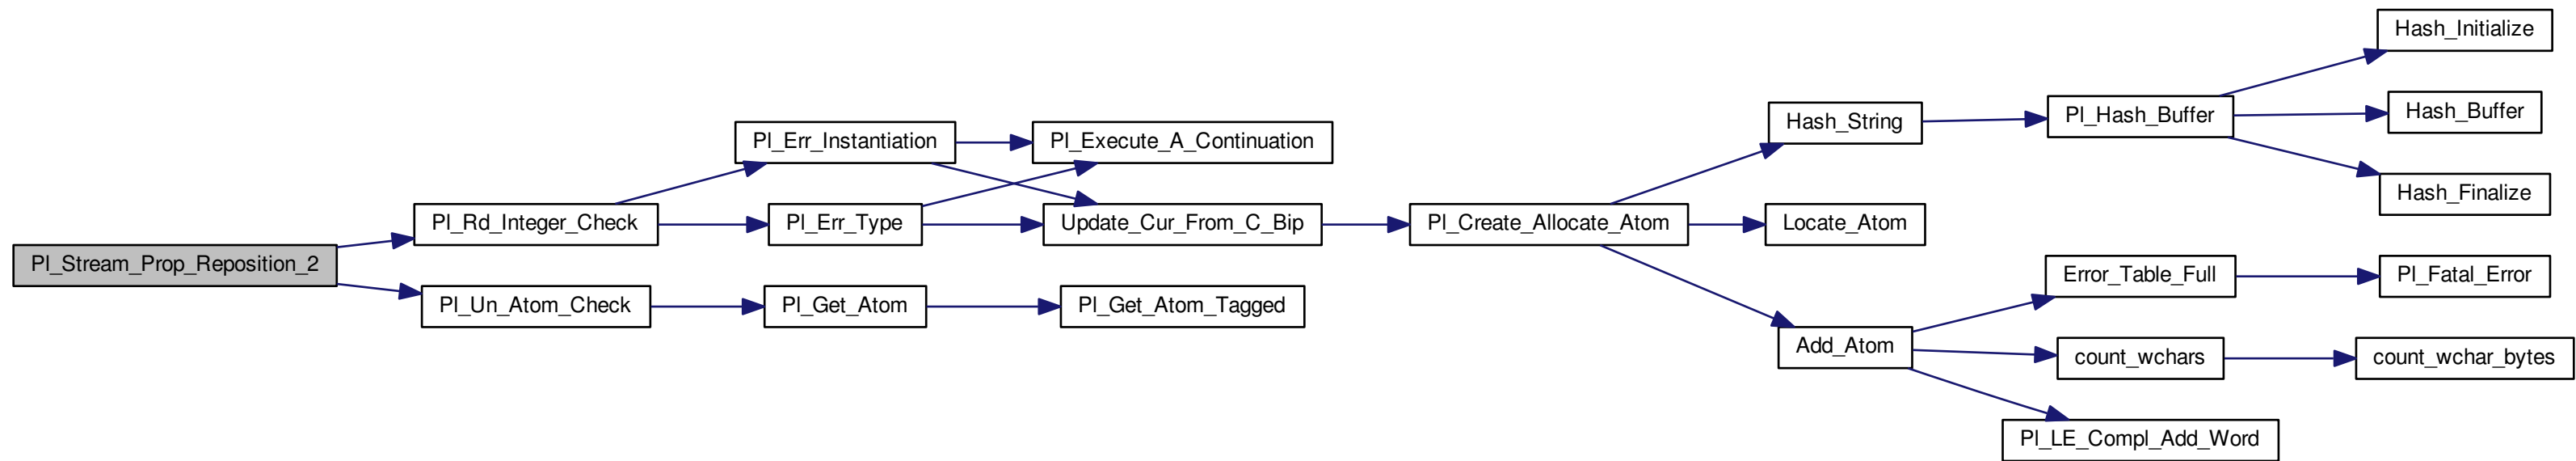 Pl_Stream_Prop_Reposition_2
Pl_Rd_Integer_Check
Pl_Un_Atom_Check
Pl_Err_Instantiation
Pl_Err_Type
Pl_Get_Atom
Pl_Execute_A_Continuation
Update_Cur_From_C_Bip
Pl_Get_Atom_Tagged
Pl_Create_Allocate_Atom
Hash_String
Locate_Atom
Add_Atom
Pl_Hash_Buffer
Error_Table_Full
count_wchars
Pl_LE_Compl_Add_Word
Hash_Initialize
Hash_Buffer
Hash_Finalize
Pl_Fatal_Error
count_wchar_bytes